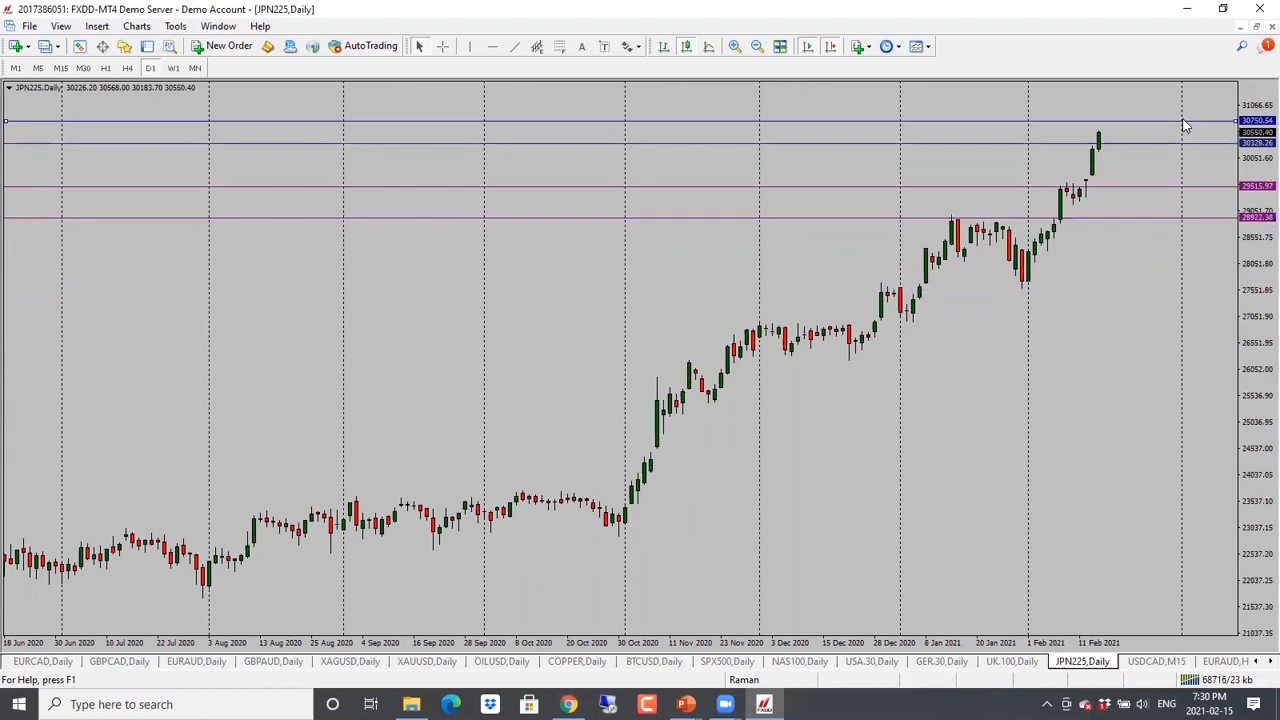 2017386051: FXDD-MT4 Demo Server - Demo Account - [JPN225,Daily]
File View Insert Charts Tools Window Help
New Order AutoTrading
1
M1 M5 M15 M30 H1 H4 D1 W1 MN
JPN225,Daily 30226.20 30568.00 30183.70 30550.40
31066.65
30750.54
30550.40
30328.26
30051.60
29515.97
29051.70
28922.38
28551.75
28051.80
27551.85
27051.90
26551.95
26052.00
25536.90
25036.95
24537.00
24037.05
23537.10
23037.15
22537.20
22037.25
21537.30
21037.35
18 Jun 2020 30 Jun 2020 10 Jul 2020 22 Jul 2020 3 Aug 2020 13 Aug 2020 25 Aug 2020 4 Sep 2020 16 Sep 2020 28 Sep 2020 8 Oct 2020 20 Oct 2020 30 Oct 2020 11 Nov 2020 23 Nov 2020 3 Dec 2020 15 Dec 2020 28 Dec 2020 8 Jan 2021 20 Jan 2021 1 Feb 2021 11 Feb 2021
EURCAD,Daily GBPCAD,Daily EURAUD,Daily GBPAUD,Daily XAGUSD,Daily XAUUSD,Daily OILUSD,Daily COPPER,Daily BTCUSD,Daily SPX500,Daily NAS100,Daily USA.30,Daily GER.30,Daily UK.100,Daily JPN225,Daily USDCAD,M15 EURAUD,H
For Help, press F1 Raman 68716/23 kb
Type here to search FXDD ENG 7:30 PM
2021-02-15